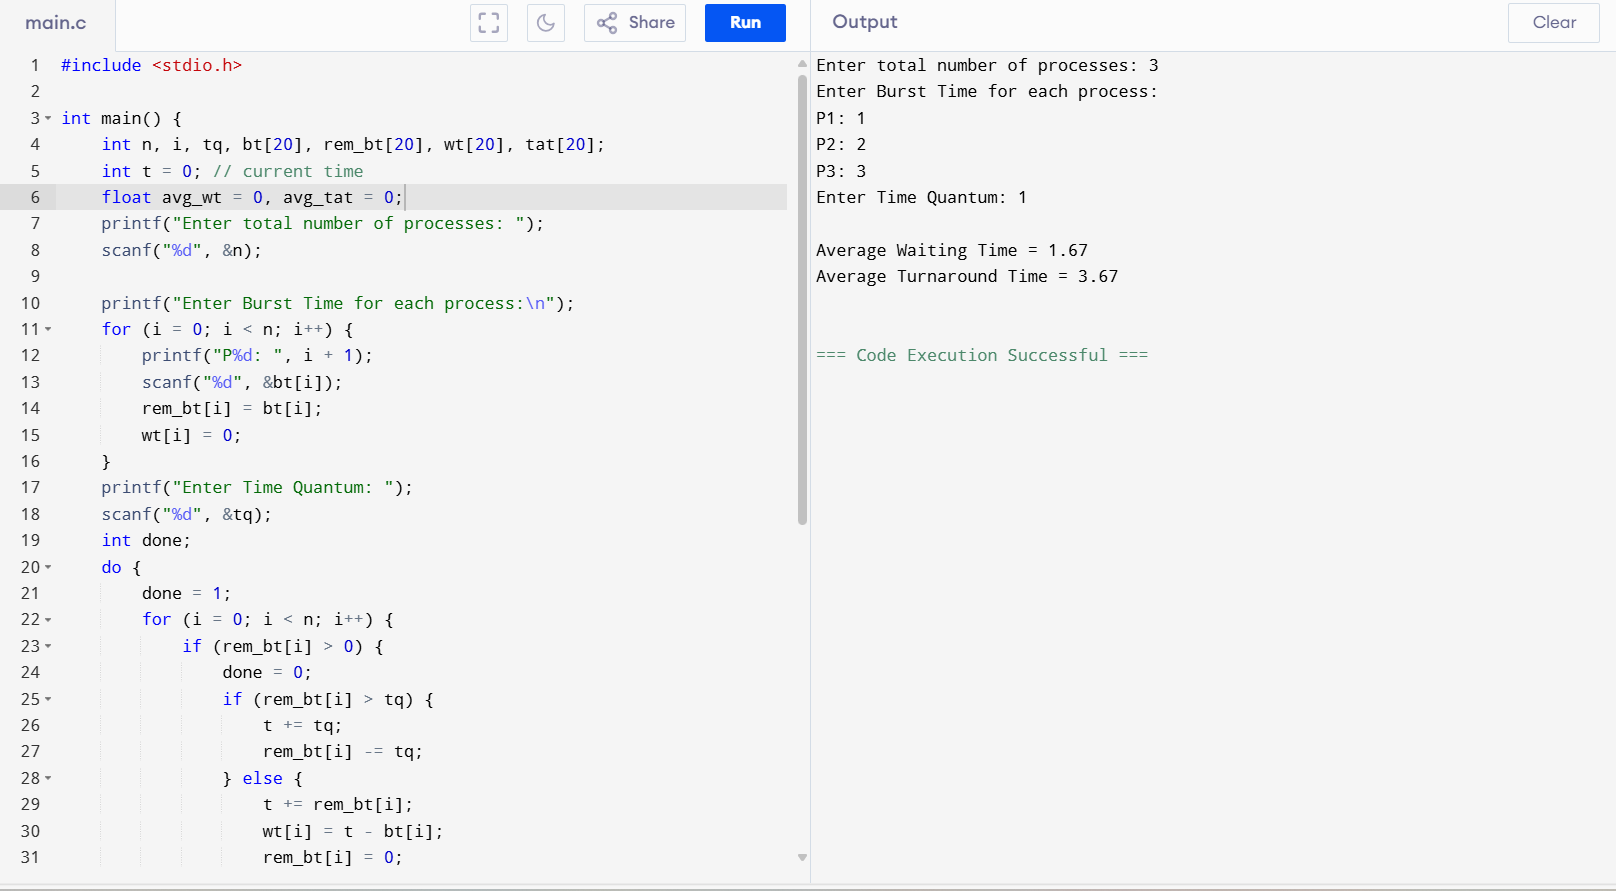 main.c
Share
Run
Output
Clear
1 #include <stdio.h>
2
3 int main() {
4     int n, i, tq, bt[20], rem_bt[20], wt[20], tat[20];
5     int t = 0; // current time
6     float avg_wt = 0, avg_tat = 0;
7     printf("Enter total number of processes: ");
8     scanf("%d", &n);
9
10     printf("Enter Burst Time for each process:\n");
11     for (i = 0; i < n; i++) {
12         printf("P%d: ", i + 1);
13         scanf("%d", &bt[i]);
14         rem_bt[i] = bt[i];
15         wt[i] = 0;
16     }
17     printf("Enter Time Quantum: ");
18     scanf("%d", &tq);
19     int done;
20     do {
21         done = 1;
22         for (i = 0; i < n; i++) {
23             if (rem_bt[i] > 0) {
24                 done = 0;
25                 if (rem_bt[i] > tq) {
26                     t += tq;
27                     rem_bt[i] -= tq;
28                 } else {
29                     t += rem_bt[i];
30                     wt[i] = t - bt[i];
31                     rem_bt[i] = 0;
Enter total number of processes: 3
Enter Burst Time for each process:
P1: 1
P2: 2
P3: 3
Enter Time Quantum: 1
Average Waiting Time = 1.67
Average Turnaround Time = 3.67
=== Code Execution Successful ===